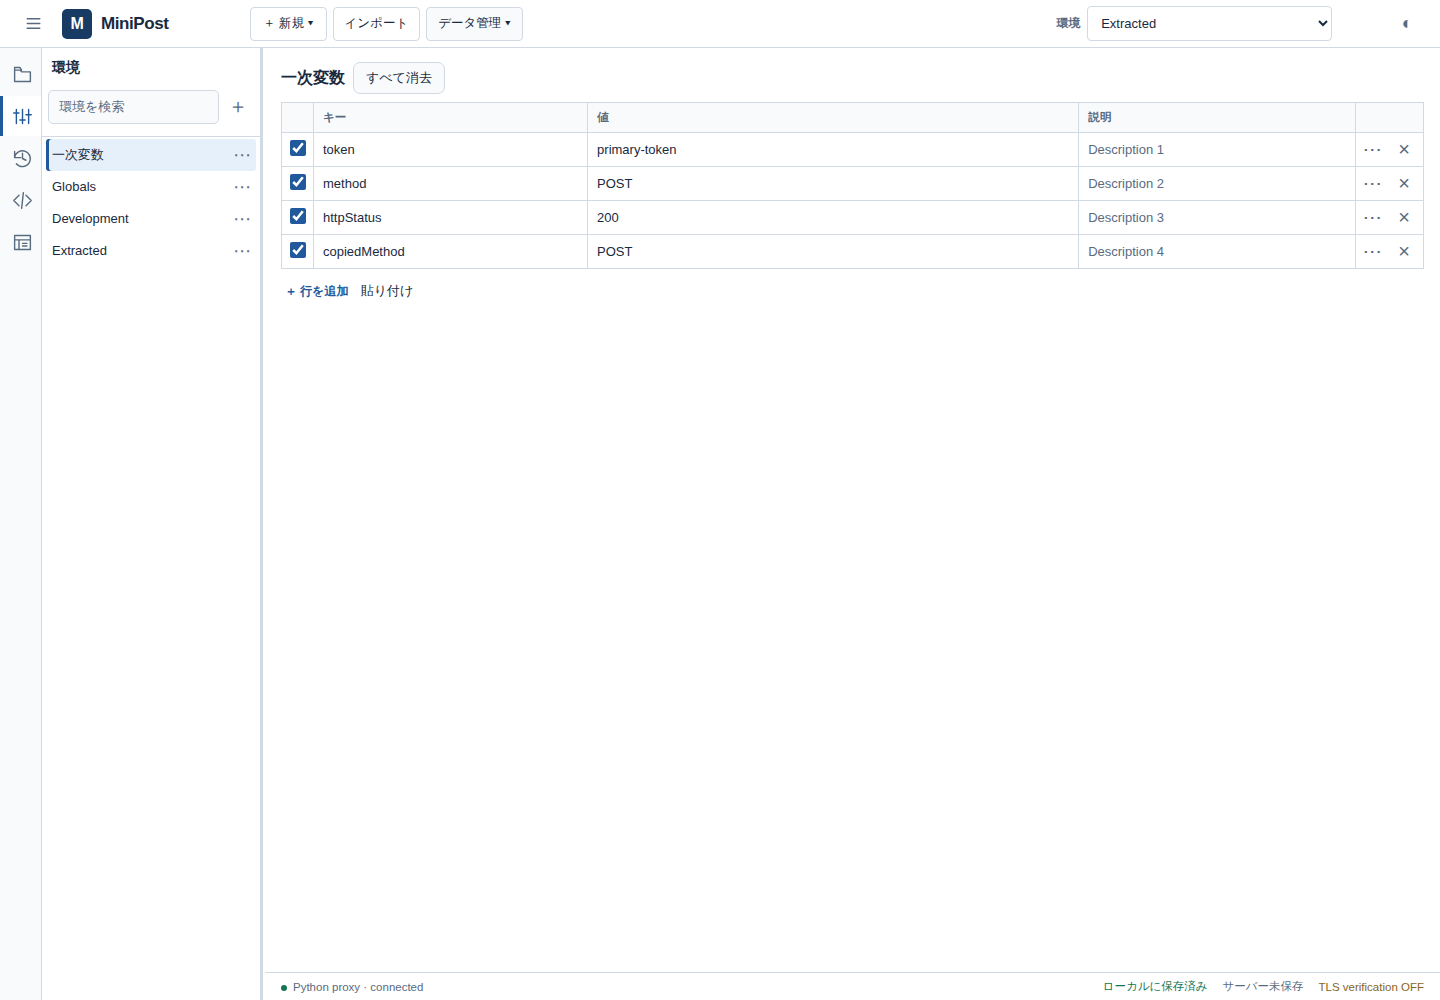 M MiniPost
＋ 新規 ▾ インポート データ管理 ▾
環境 Extracted
環境
環境を検索 ＋
一次変数 ···
Globals ···
Development ···
Extracted ···
一次変数 すべて消去
キー 値 説明
token primary-token Description 1 ··· ×
method POST Description 2 ··· ×
httpStatus 200 Description 3 ··· ×
copiedMethod POST Description 4 ··· ×
＋ 行を追加 貼り付け
Python proxy · connected
ローカルに保存済み サーバー未保存 TLS verification OFF